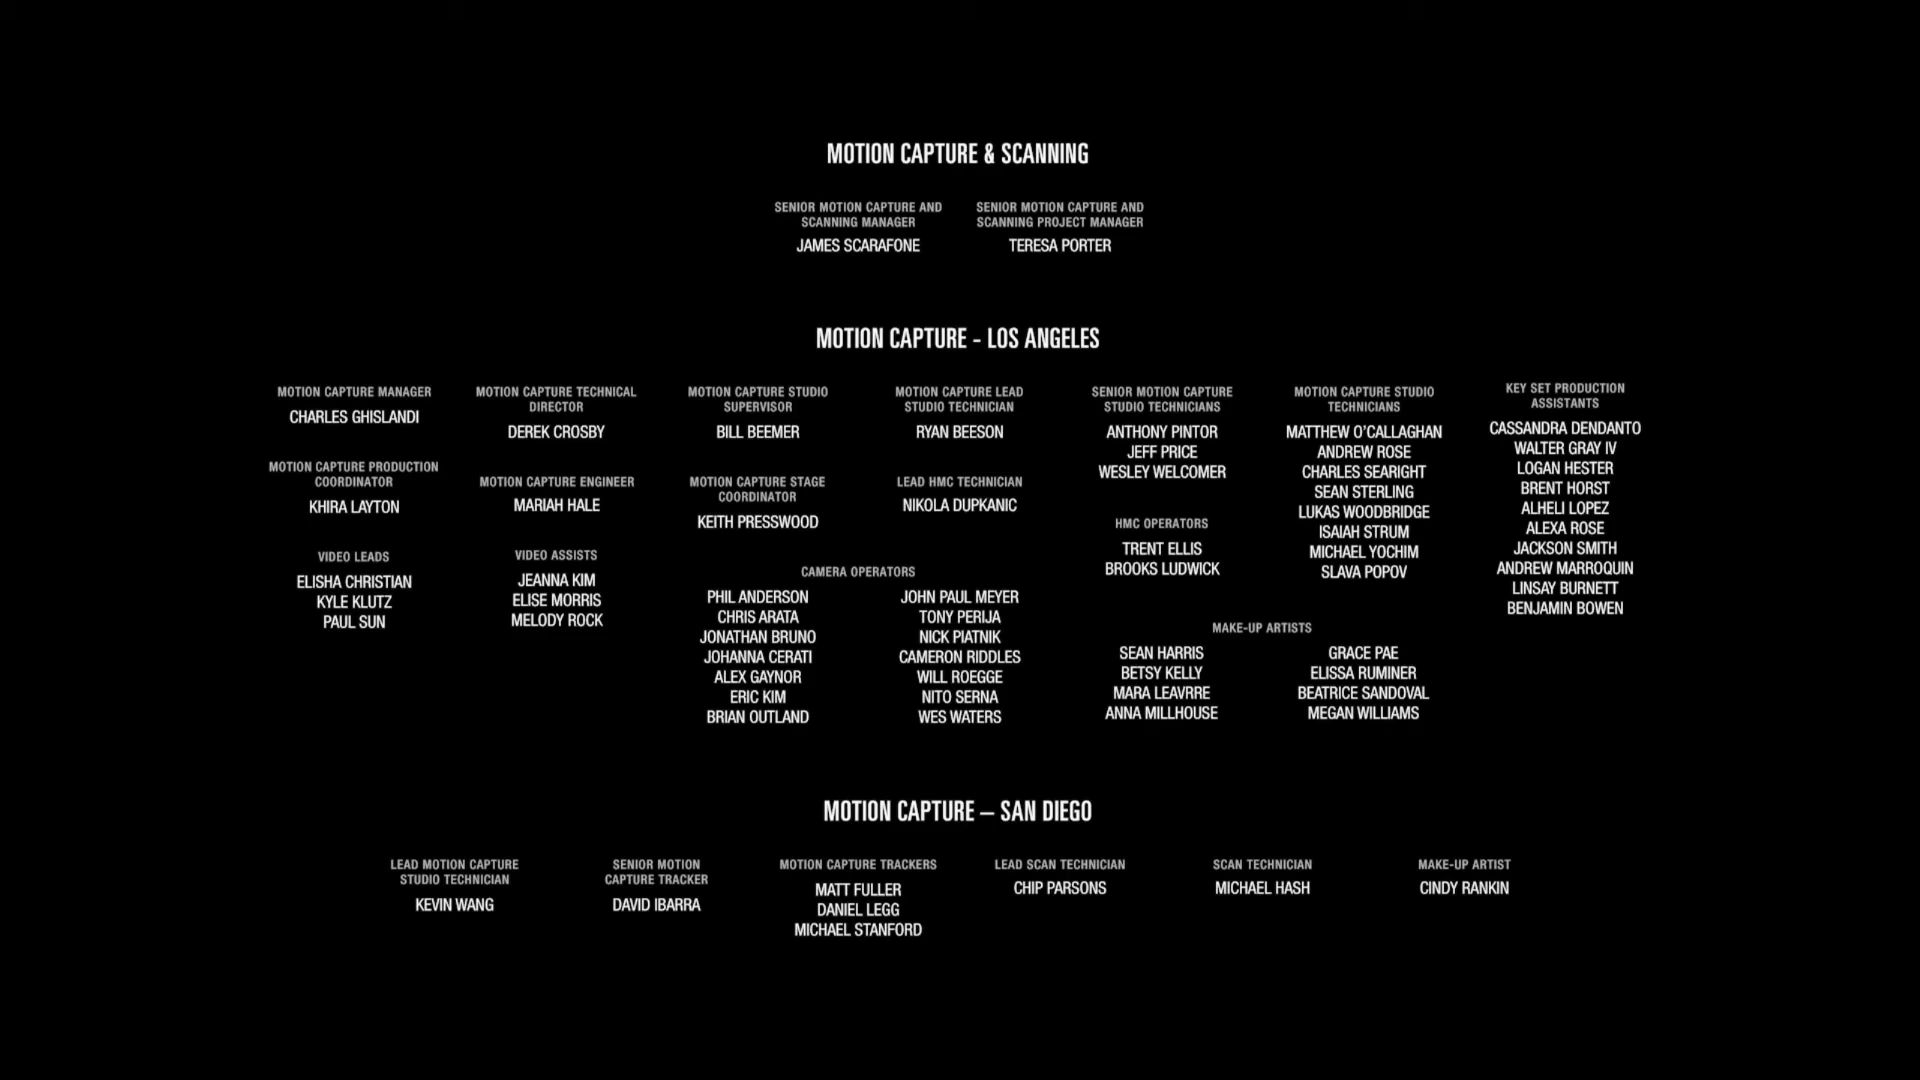 MOTION CAPTURE & SCANNING
SENIOR MOTION CAPTURE AND
SCANNING MANAGER
JAMES SCARAFONE
SENIOR MOTION CAPTURE AND
SCANNING PROJECT MANAGER
TERESA PORTER
MOTION CAPTURE - LOS ANGELES
MOTION CAPTURE MANAGER
CHARLES GHISLANDI
MOTION CAPTURE PRODUCTION
COORDINATOR
KHIRA LAYTON
VIDEO LEADS
ELISHA CHRISTIAN
KYLE KLUTZ
PAUL SUN
MOTION CAPTURE TECHNICAL
DIRECTOR
DEREK CROSBY
MOTION CAPTURE ENGINEER
MARIAH HALE
VIDEO ASSISTS
JEANNA KIM
ELISE MORRIS
MELODY ROCK
MOTION CAPTURE STUDIO
SUPERVISOR
BILL BEEMER
MOTION CAPTURE STAGE
COORDINATOR
KEITH PRESSWOOD
MOTION CAPTURE LEAD
STUDIO TECHNICIAN
RYAN BEESON
LEAD HMC TECHNICIAN
NIKOLA DUPKANIC
CAMERA OPERATORS
PHIL ANDERSON
CHRIS ARATA
JONATHAN BRUNO
JOHANNA CERATI
ALEX GAYNOR
ERIC KIM
BRIAN OUTLAND
JOHN PAUL MEYER
TONY PERIJA
NICK PIATNIK
CAMERON RIDDLES
WILL ROEGGE
NITO SERNA
WES WATERS
SENIOR MOTION CAPTURE
STUDIO TECHNICIANS
ANTHONY PINTOR
JEFF PRICE
WESLEY WELCOMER
HMC OPERATORS
TRENT ELLIS
BROOKS LUDWICK
MOTION CAPTURE STUDIO
TECHNICIANS
MATTHEW O'CALLAGHAN
ANDREW ROSE
CHARLES SEARIGHT
SEAN STERLING
LUKAS WOODBRIDGE
ISAIAH STRUM
MICHAEL YOCHIM
SLAVA POPOV
MAKE-UP ARTISTS
SEAN HARRIS
BETSY KELLY
MARA LEAVRRE
ANNA MILLHOUSE
GRACE PAE
ELISSA RUMINER
BEATRICE SANDOVAL
MEGAN WILLIAMS
KEY SET PRODUCTION
ASSISTANTS
CASSANDRA DENDANTO
WALTER GRAY IV
LOGAN HESTER
BRENT HORST
ALHELI LOPEZ
ALEXA ROSE
JACKSON SMITH
ANDREW MARROQUIN
LINSAY BURNETT
BENJAMIN BOWEN
MOTION CAPTURE – SAN DIEGO
LEAD MOTION CAPTURE
STUDIO TECHNICIAN
KEVIN WANG
SENIOR MOTION
CAPTURE TRACKER
DAVID IBARRA
MOTION CAPTURE TRACKERS
MATT FULLER
DANIEL LEGG
MICHAEL STANFORD
LEAD SCAN TECHNICIAN
CHIP PARSONS
SCAN TECHNICIAN
MICHAEL HASH
MAKE-UP ARTIST
CINDY RANKIN